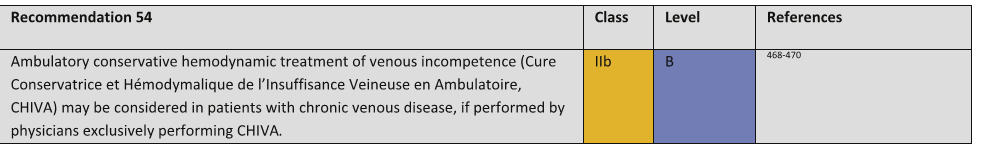 Recommendation 54 Class Level References
Ambulatory conservative hemodynamic treatment of venous incompetence (Cure IIb B 468-470
Conservatrice et Hémodymalique de l'Insuffisance Veineuse en Ambulatoire,
CHIVA) may be considered in patients with chronic venous disease, if performed by
physicians exclusively performing CHIVA.